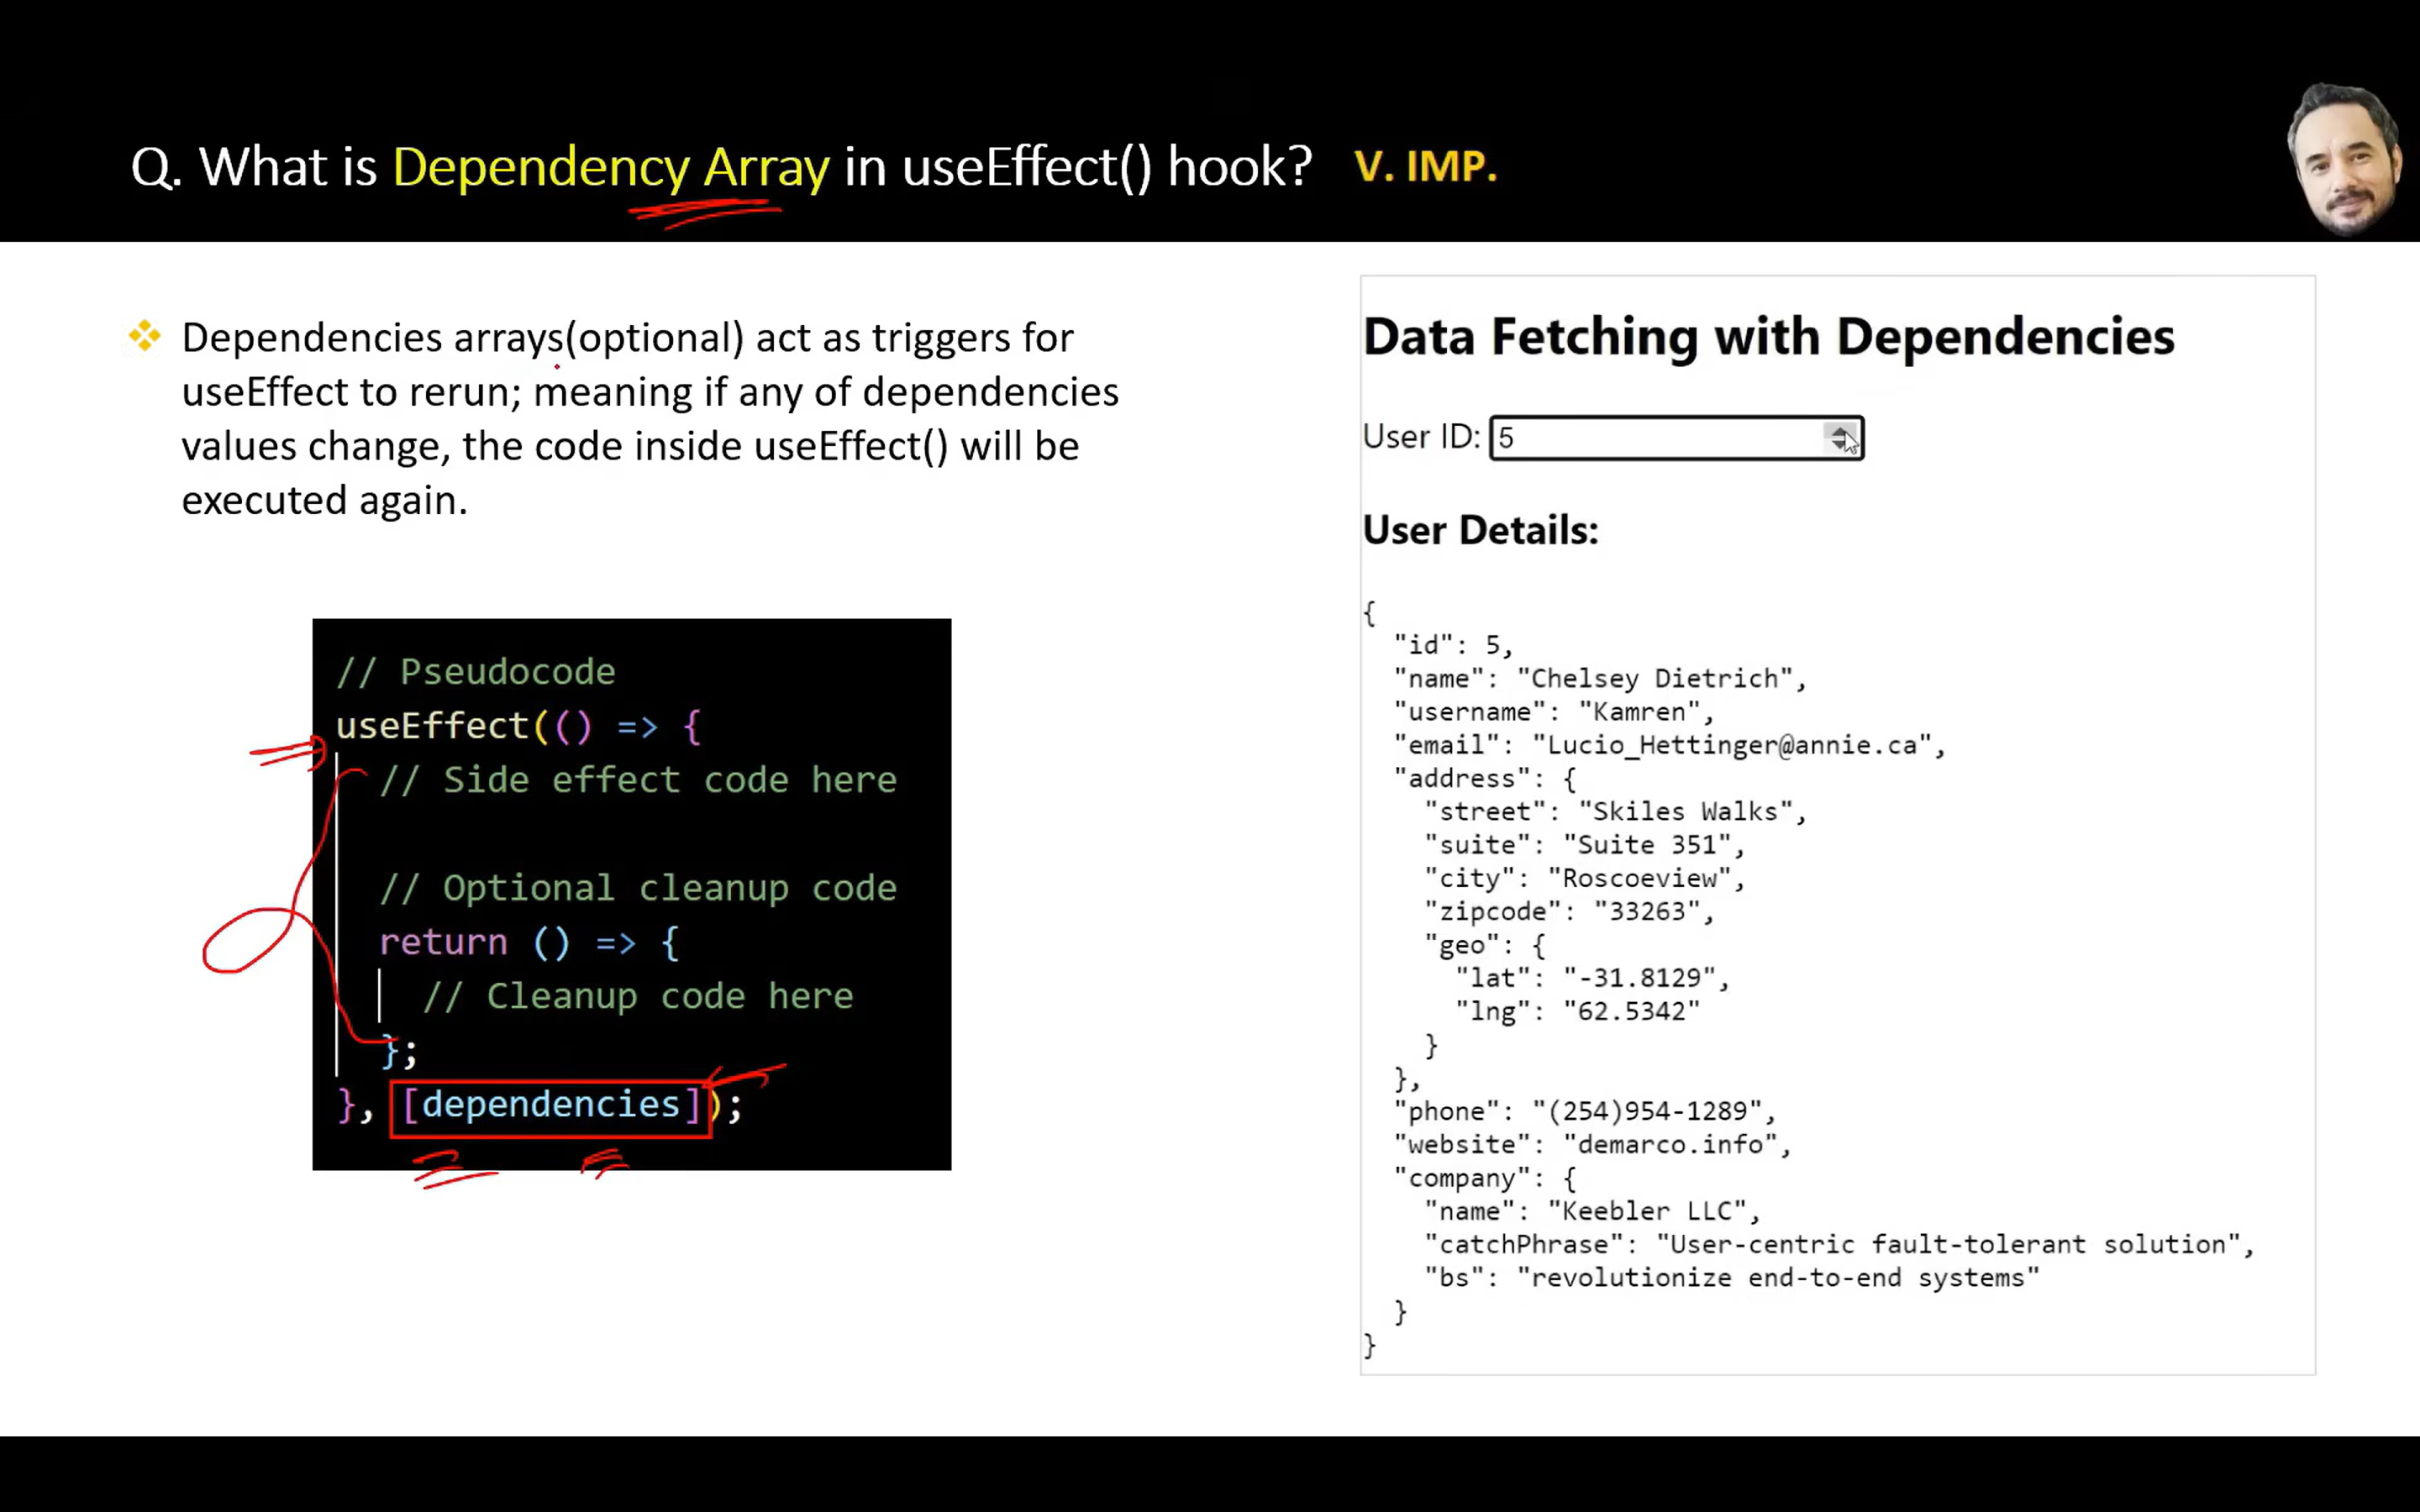 Q. What is Dependency Array in useEffect() hook? V. IMP.
Dependencies arrays(optional) act as triggers for
useEffect to rerun; meaning if any of dependencies
values change, the code inside useEffect() will be
executed again.
// Pseudocode
useEffect(() => {
// Side effect code here
// Optional cleanup code
return () => {
// Cleanup code here
};
}, [dependencies]);
Data Fetching with Dependencies
User ID: 5
User Details:
{
"id": 5,
"name": "Chelsey Dietrich",
"username": "Kamren",
"email": "Lucio_Hettinger@annie.ca",
"address": {
"street": "Skiles Walks",
"suite": "Suite 351",
"city": "Roscoeview",
"zipcode": "33263",
"geo": {
"lat": "-31.8129",
"lng": "62.5342"
}
},
"phone": "(254)954-1289",
"website": "demarco.info",
"company": {
"name": "Keebler LLC",
"catchPhrase": "User-centric fault-tolerant solution",
"bs": "revolutionize end-to-end systems"
}
}